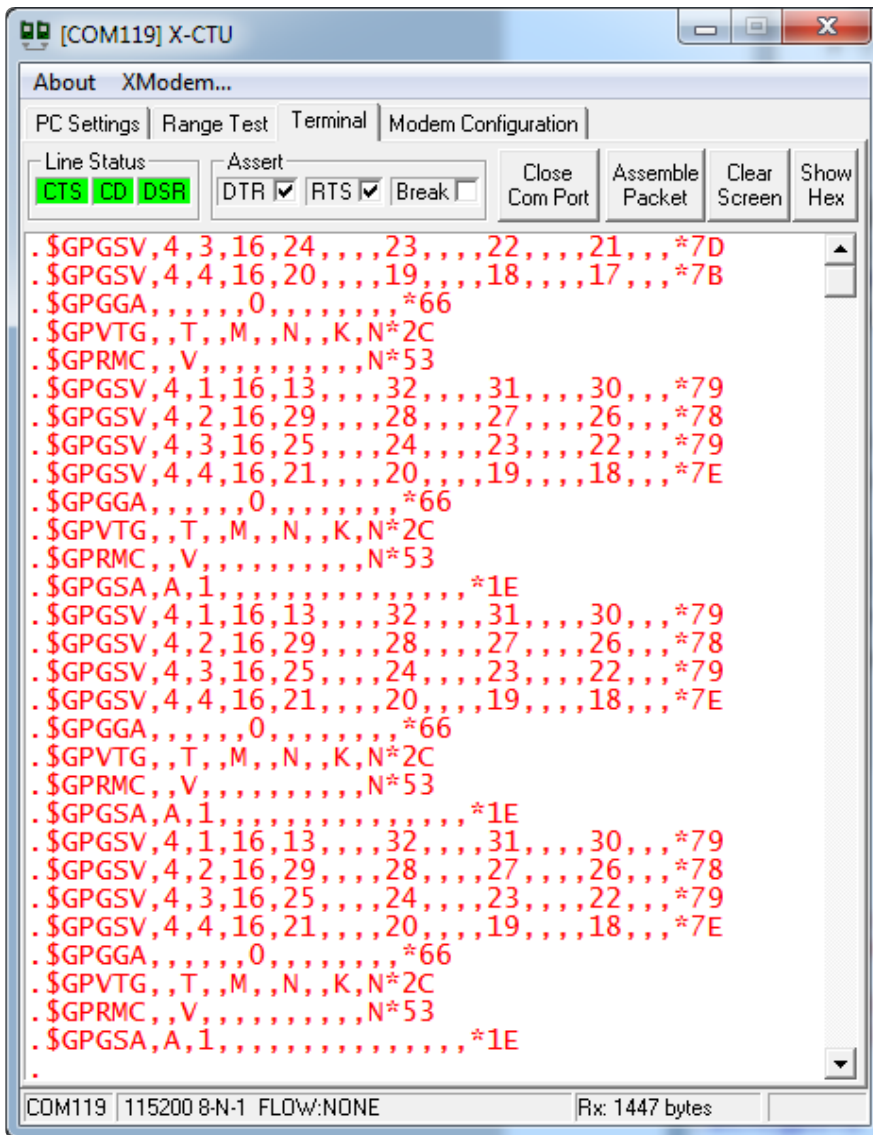 [COM119] X-CTU
About XModem...
PC Settings Range Test Terminal Modem Configuration
Line Status Assert
CTS CD DSR DTR RTS Break Close Com Port Assemble Packet Clear Screen Show Hex
.$GPGSV,4,3,16,24,,,,23,,,,22,,,,21,,,*7D
.$GPGSV,4,4,16,20,,,,19,,,,18,,,,17,,,*7B
.$GPGGA,,,,,,0,,,,,,,,*66
.$GPVTG,,T,,M,,N,,K,N*2C
.$GPRMC,,V,,,,,,,,,,N*53
.$GPGSV,4,1,16,13,,,,32,,,,31,,,,30,,,*79
.$GPGSV,4,2,16,29,,,,28,,,,27,,,,26,,,*78
.$GPGSV,4,3,16,25,,,,24,,,,23,,,,22,,,*79
.$GPGSV,4,4,16,21,,,,20,,,,19,,,,18,,,*7E
.$GPGGA,,,,,,0,,,,,,,,*66
.$GPVTG,,T,,M,,N,,K,N*2C
.$GPRMC,,V,,,,,,,,,,N*53
.$GPGSA,A,1,,,,,,,,,,,,,,,*1E
.$GPGSV,4,1,16,13,,,,32,,,,31,,,,30,,,*79
.$GPGSV,4,2,16,29,,,,28,,,,27,,,,26,,,*78
.$GPGSV,4,3,16,25,,,,24,,,,23,,,,22,,,*79
.$GPGSV,4,4,16,21,,,,20,,,,19,,,,18,,,*7E
.$GPGGA,,,,,,0,,,,,,,,*66
.$GPVTG,,T,,M,,N,,K,N*2C
.$GPRMC,,V,,,,,,,,,,N*53
.$GPGSA,A,1,,,,,,,,,,,,,,,*1E
.$GPGSV,4,1,16,13,,,,32,,,,31,,,,30,,,*79
.$GPGSV,4,2,16,29,,,,28,,,,27,,,,26,,,*78
.$GPGSV,4,3,16,25,,,,24,,,,23,,,,22,,,*79
.$GPGSV,4,4,16,21,,,,20,,,,19,,,,18,,,*7E
.$GPGGA,,,,,,0,,,,,,,,*66
.$GPVTG,,T,,M,,N,,K,N*2C
.$GPRMC,,V,,,,,,,,,,N*53
.$GPGSA,A,1,,,,,,,,,,,,,,,*1E
.
COM119 115200 8-N-1 FLOW:NONE Rx: 1447 bytes